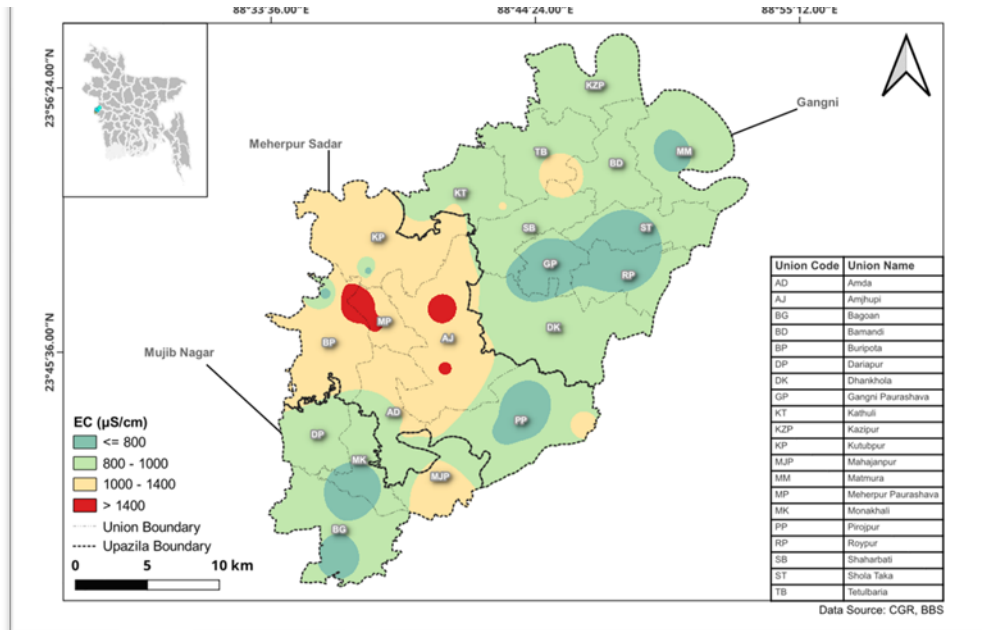 88°33'36.00"E 88°44'24.00"E 88°55'12.00"E
23°56'24.00"N
23°45'36.00"N
Gangni
Meherpur Sadar
Mujib Nagar
KZP
TB
BD
MM
KT
KP
SB
ST
GP
RP
MP
BP
AJ
DK
AD
DP
PP
MK
MJP
BG
EC (µS/cm)
<= 800
800 - 1000
1000 - 1400
> 1400
Union Boundary
Upazila Boundary
0 5 10 km
Union Code Union Name
AD Amda
AJ Amjhupi
BG Bagoan
BD Bamandi
BP Buripota
DP Dariapur
DK Dhankhola
GP Gangni Paurashava
KT Kathuli
KZP Kazipur
KP Kutubpur
MJP Mahajanpur
MM Matmura
MP Meherpur Paurashava
MK Monakhali
PP Pirojpur
RP Roypur
SB Shaharbati
ST Shola Taka
TB Tetulbaria
Data Source: CGR, BBS